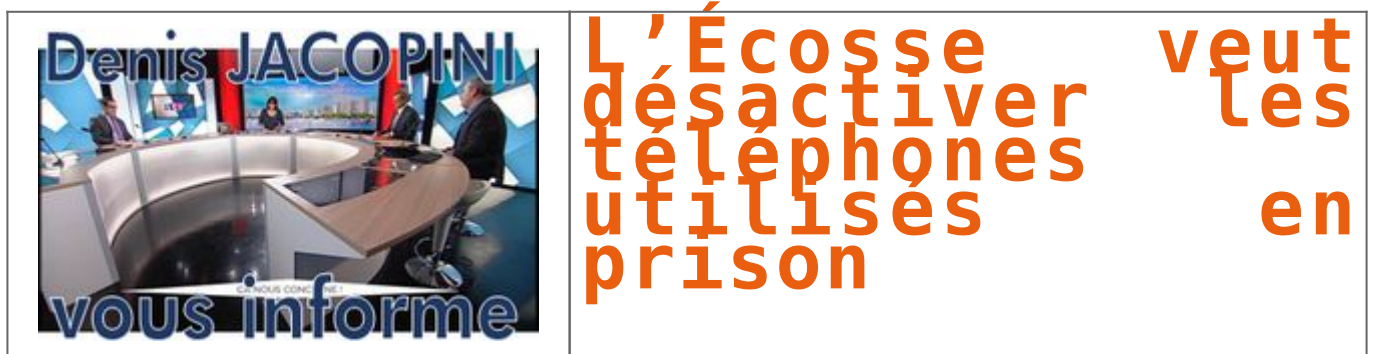 Denis JACOPINI
vous informe
L’Écosse veut
désactiver les
téléphones
utilisés en
prison